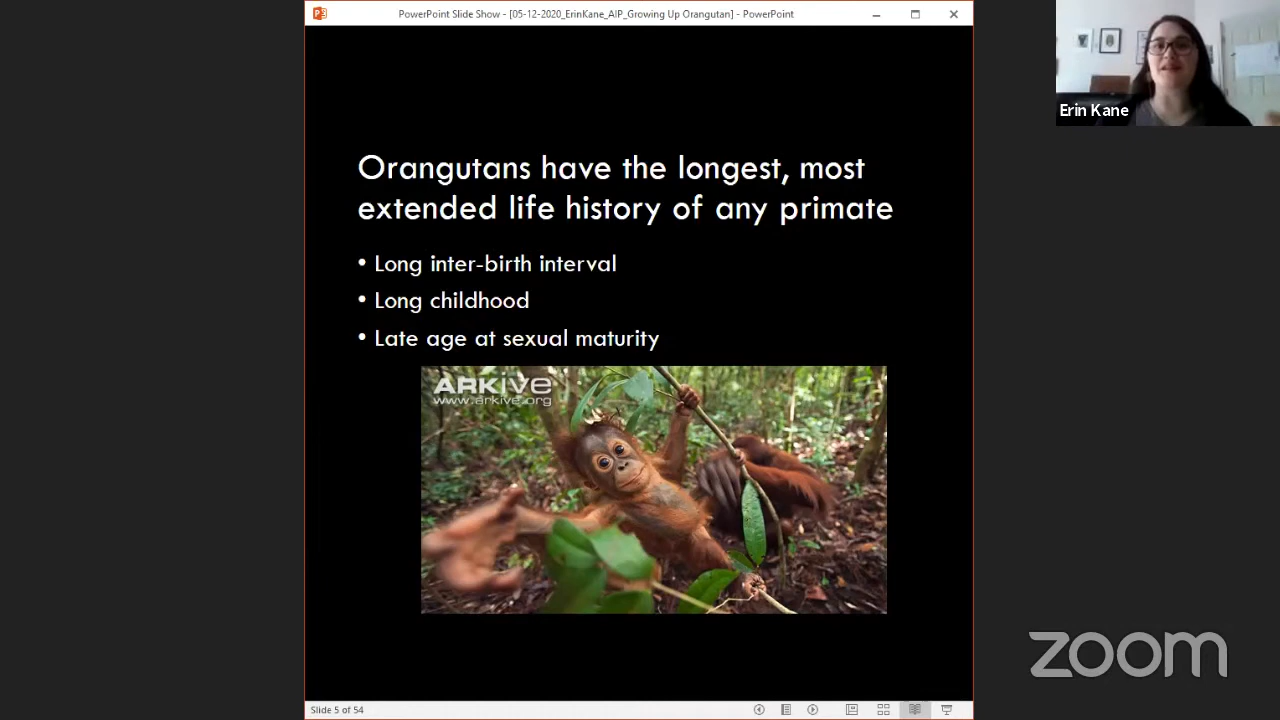 PowerPoint Slide Show - [05-12-2020_ErinKane_AIP_Growing Up Orangutan] - PowerPoint
Erin Kane
Orangutans have the longest, most
extended life history of any primate
• Long inter-birth interval
• Long childhood
• Late age at sexual maturity
ARKive
www.arkive.org
zoom
Slide 5 of 54